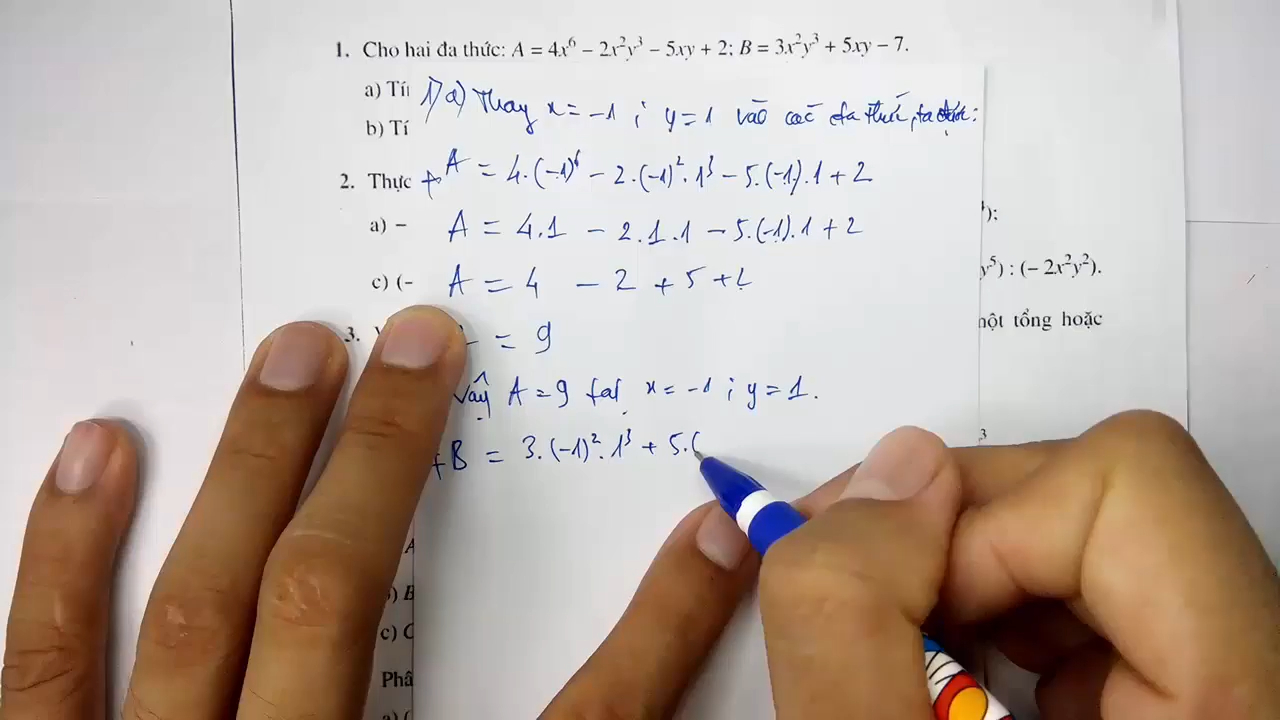 1. Cho hai đa thức: A = 4x⁶ − 2x²y³ − 5xy + 2; B = 3x²y³ + 5xy − 7.
a) Tí
1) a) Thay x = −1 ; y = 1 vào các đa thức, ta được:
b) Tí
2. Thực
+ A = 4.(−1)⁶ − 2.(−1)².1³ − 5.(−1).1 + 2
):
a) −
A = 4.1 − 2.1.1 − 5.(−1).1 + 2
y⁵) : (− 2x²y²).
c) (−
A = 4 − 2 + 5 + 2
một tổng hoặc
3.
= 9
Vậy A = 9 tại x = −1 ; y = 1.
+ B = 3.(−1)².1³ + 5.(
3
A
) B
c) C
Phâ
a) (